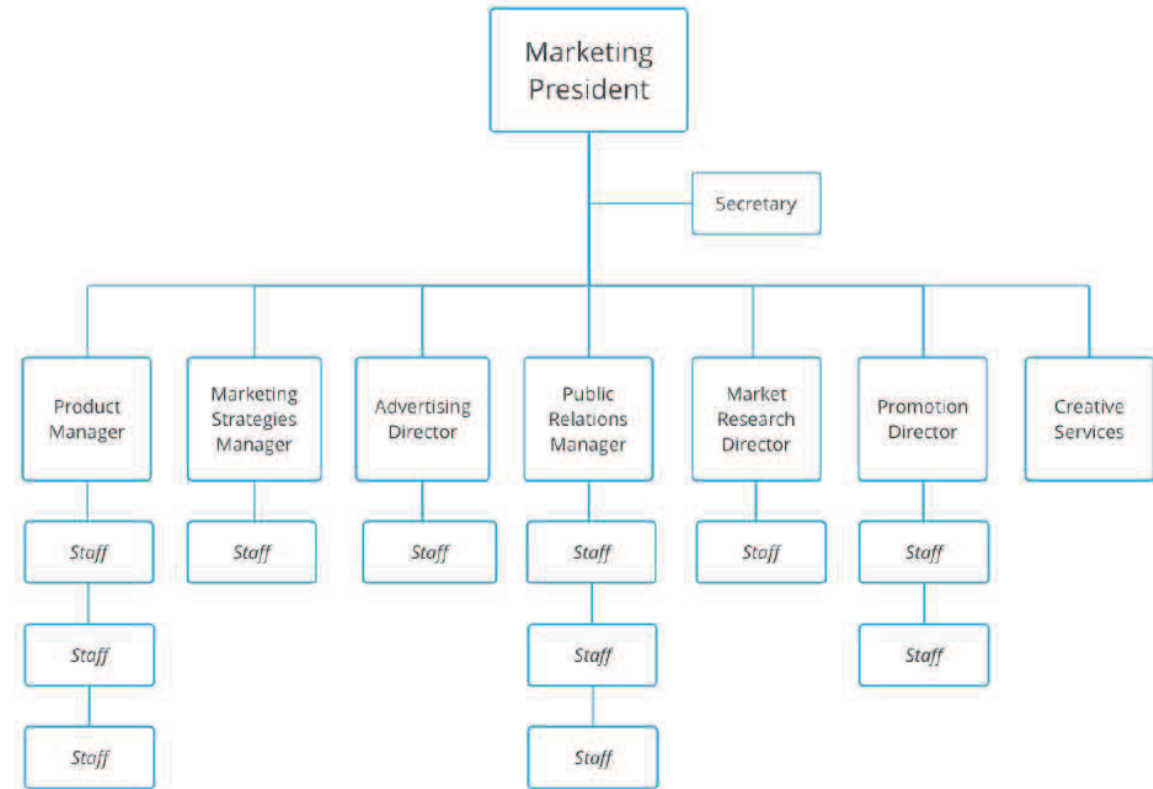 Marketing
President
Secretary
Product
Manager
Marketing
Strategies
Manager
Advertising
Director
Public
Relations
Manager
Market
Research
Director
Promotion
Director
Creative
Services
Staff
Staff
Staff
Staff
Staff
Staff
Staff
Staff
Staff
Staff
Staff